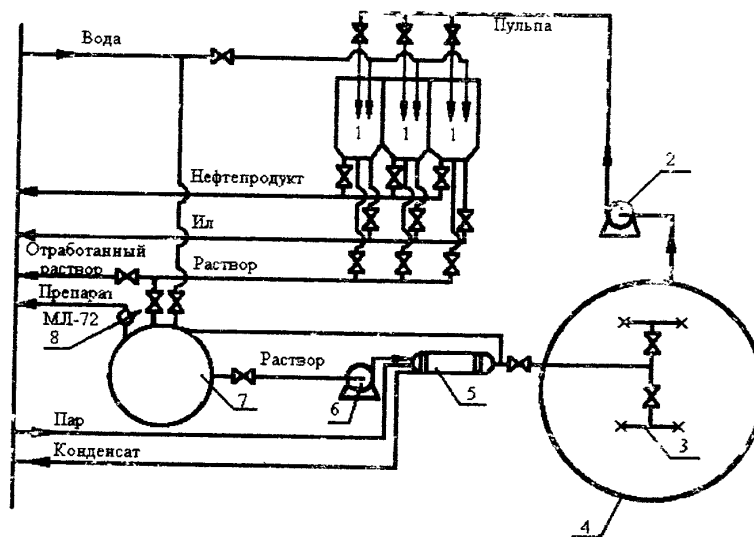 Пульпа
Вода
1 1 1
2
Нефтепродукт
Ил
Отработанный
раствор
Раствор
Препарат
МЛ-72
8
Раствор
7
6
5
3
Пар
Конденсат
4